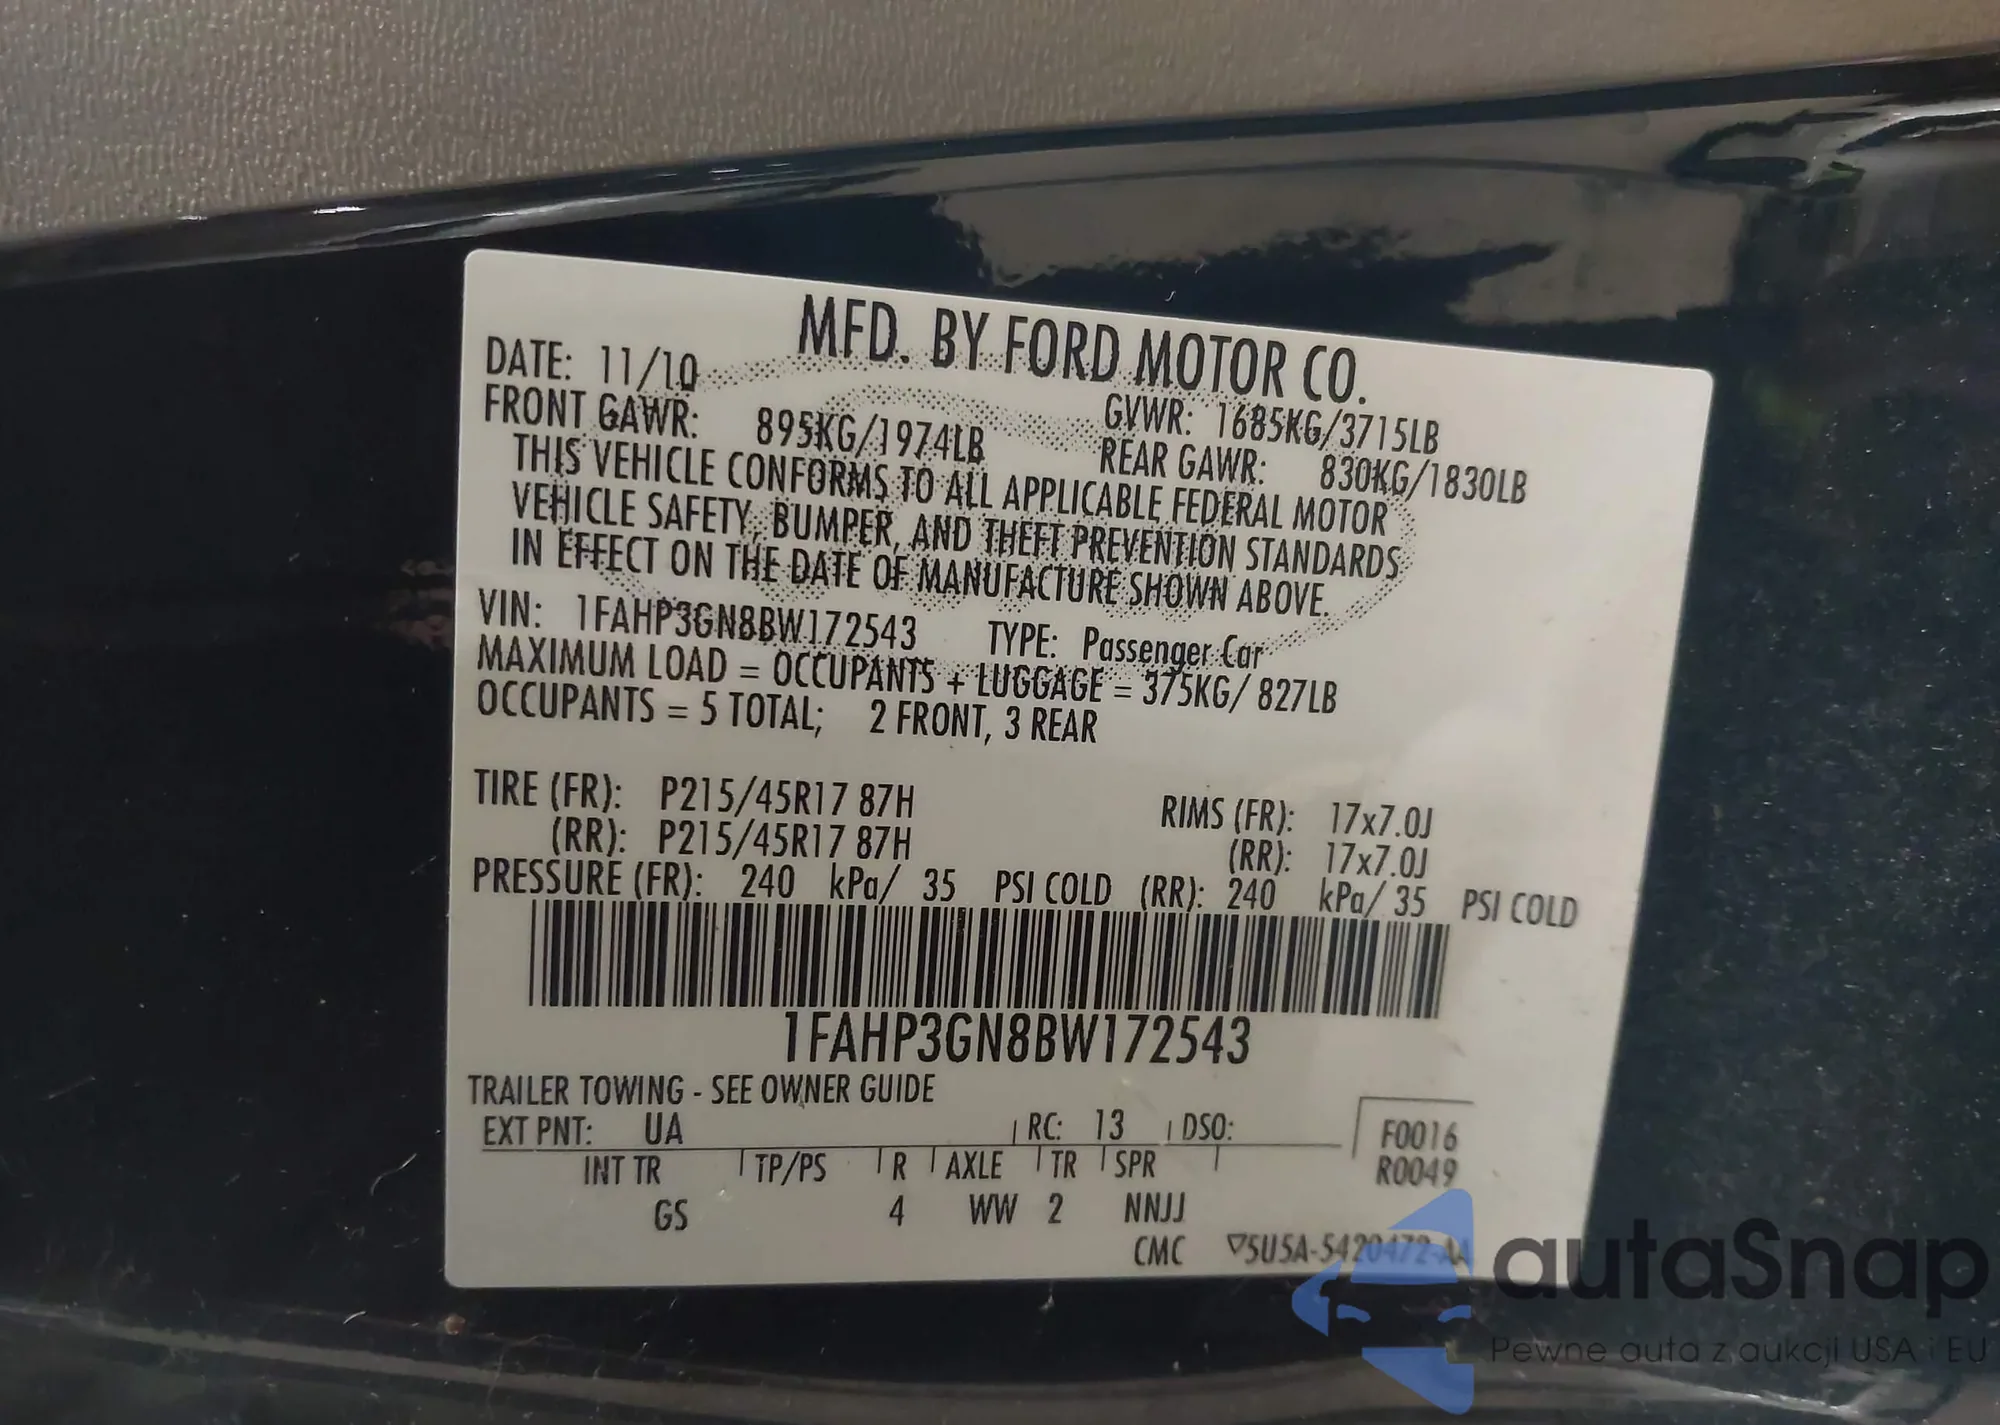 MFD. BY FORD MOTOR CO.
DATE: 11/10 GVWR: 1685KG/3715LB
FRONT GAWR: 895KG/1974LB REAR GAWR: 830KG/1830LB
THIS VEHICLE CONFORMS TO ALL APPLICABLE FEDERAL MOTOR
VEHICLE SAFETY, BUMPER, AND THEFT PREVENTION STANDARDS
IN EFFECT ON THE DATE OF MANUFACTURE SHOWN ABOVE.
VIN: 1FAHP3GN8BW172543 TYPE: Passenger Car
MAXIMUM LOAD = OCCUPANTS + LUGGAGE = 375KG/ 827LB
OCCUPANTS = 5 TOTAL; 2 FRONT, 3 REAR
TIRE (FR): P215/45R17 87H RIMS (FR): 17x7.0J
(RR): P215/45R17 87H (RR): 17x7.0J
PRESSURE (FR): 240 kPa/ 35 PSI COLD (RR): 240 kPa/ 35 PSI COLD
1FAHP3GN8BW172543
TRAILER TOWING - SEE OWNER GUIDE
EXT PNT: UA RC: 13 DSO: F0016
INT TR TP/PS R AXLE TR SPR R0049
GS 4 WW 2 NNJJ
CMC ▽5U5A-5420472-AA
autaSnap
Pewne auta z aukcji USA i EU